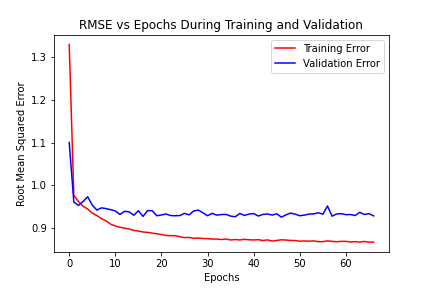 RMSE vs Epochs During Training and Validation
Training Error
Validation Error
Root Mean Squared Error
1.3
1.2
1.1
1.0
0.9
0 10 20 30 40 50 60
Epochs